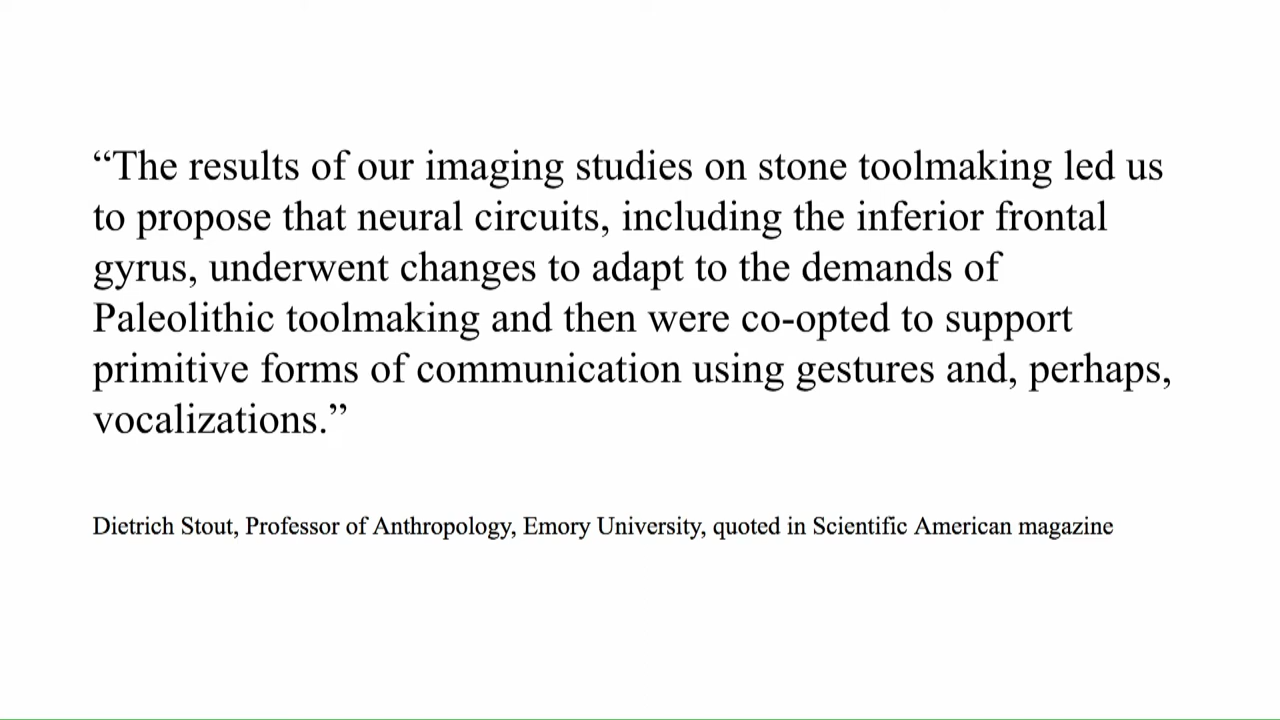 “The results of our imaging studies on stone toolmaking led us
to propose that neural circuits, including the inferior frontal
gyrus, underwent changes to adapt to the demands of
Paleolithic toolmaking and then were co-opted to support
primitive forms of communication using gestures and, perhaps,
vocalizations.”
Dietrich Stout, Professor of Anthropology, Emory University, quoted in Scientific American magazine